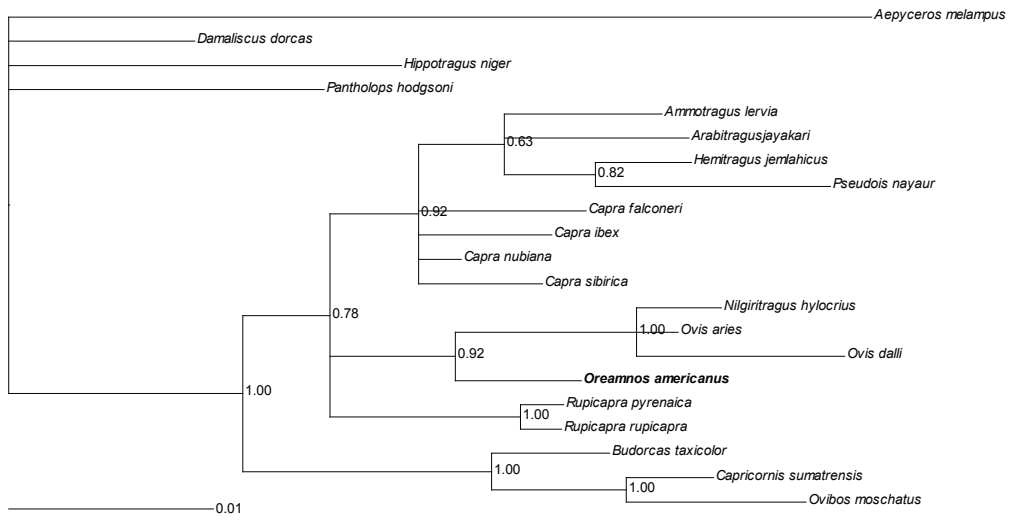 Aepyceros melampus
Damaliscus dorcas
Hippotragus niger
Pantholops hodgsoni
Ammotragus lervia
Arabitragusjayakari
0.63
Hemitragus jemlahicus
0.82
Pseudois nayaur
Capra falconeri
0.92
Capra ibex
Capra nubiana
Capra sibirica
Nilgiritragus hylocrius
0.78
1.00
Ovis aries
0.92
Ovis dalli
Oreamnos americanus
1.00
Rupicapra pyrenaica
1.00
Rupicapra rupicapra
Budorcas taxicolor
1.00
Capricornis sumatrensis
1.00
Ovibos moschatus
0.01